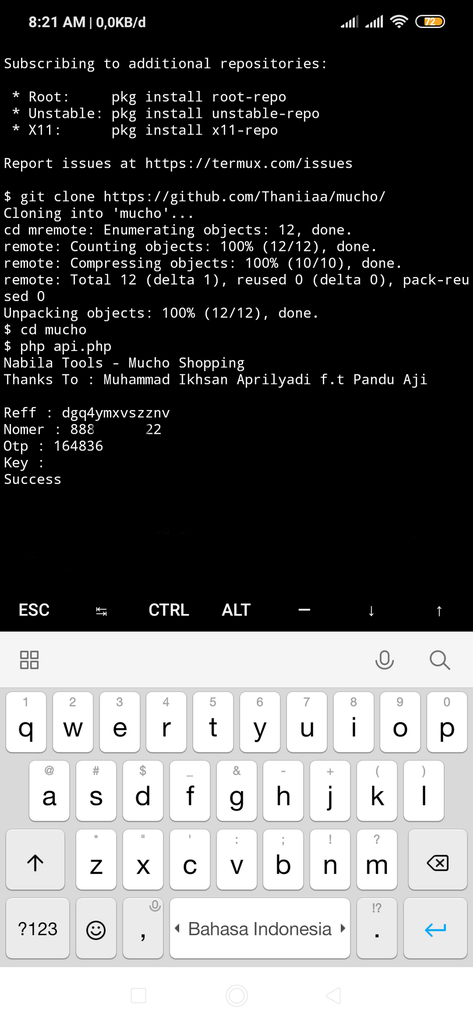 8:21 AM | 0,0KB/d
72
Subscribing to additional repositories:
* Root: pkg install root-repo
* Unstable: pkg install unstable-repo
* X11: pkg install x11-repo
Report issues at https://termux.com/issues
$ git clone https://github.com/Thaniiaa/mucho/
Cloning into 'mucho'...
cd mremote: Enumerating objects: 12, done.
remote: Counting objects: 100% (12/12), done.
remote: Compressing objects: 100% (10/10), done.
remote: Total 12 (delta 1), reused 0 (delta 0), pack-reu
sed 0
Unpacking objects: 100% (12/12), done.
$ cd mucho
$ php api.php
Nabila Tools - Mucho Shopping
Thanks To : Muhammad Ikhsan Aprilyadi f.t Pandu Aji
Reff : dgq4ymxvszznv
Nomer : 888 22
Otp : 164836
Key :
Success
ESC ↹ CTRL ALT — ↓ ↑
1 2 3 4 5 6 7 8 9 0
q w e r t y u i o p
@ # $ _ & - + ( )
a s d f g h j k l
* " ' : ; ! ?
z x c v b n m
?123 , Bahasa Indonesia !? .